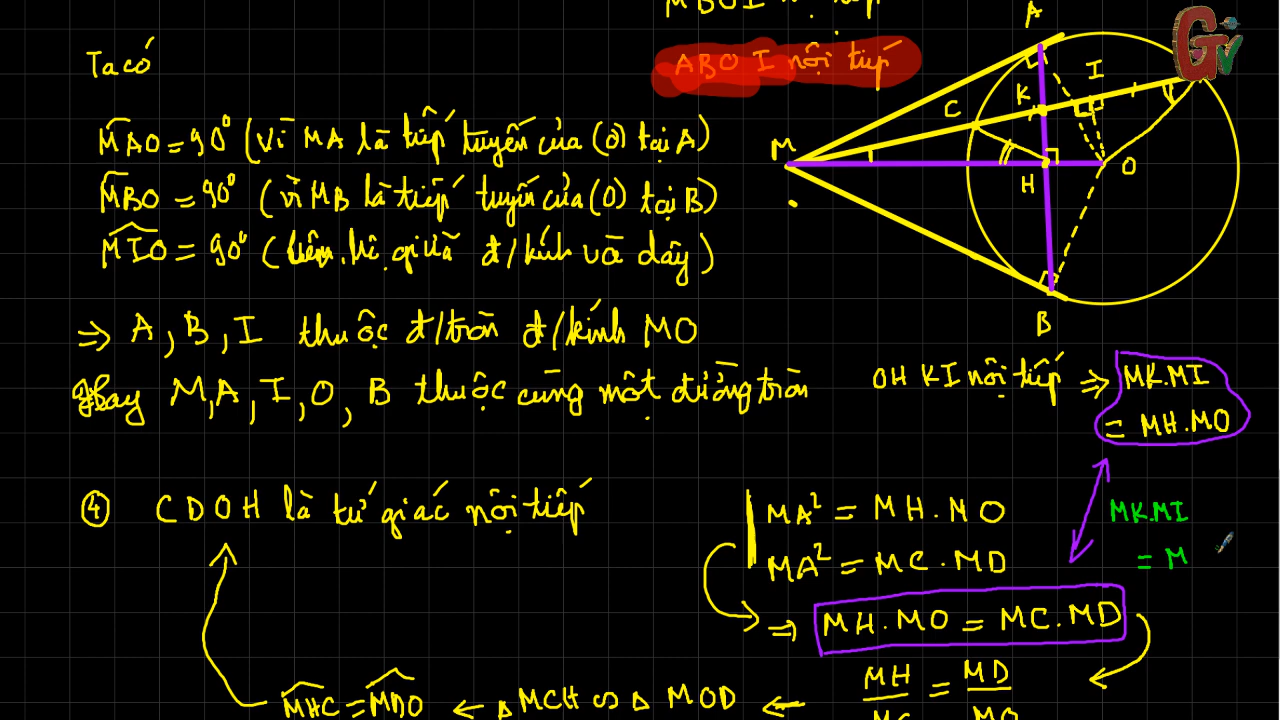 Ta có
ABOI nội tiếp
MAO = 90° (vì MA là tiếp tuyến của (O) tại A)
MBO = 90° (vì MB là tiếp tuyến của (O) tại B)
MIO = 90° (liên hệ giữa đ/kính và dây)
⇒ A, B, I thuộc đ/tròn đ/kính MO
Hay M, A, I, O, B thuộc cùng một đường tròn
A
I
K
C
M
H
O
B
OHKI nội tiếp ⇒ MK.MI
= MH.MO
④ CDOH là tứ giác nội tiếp
MA² = MH.MO
MA² = MC.MD
⇒ MH.MO = MC.MD
MK.MI
= M
MHC = MDO ← △MCH ∽ △MOD ← MH/MC = MD/MO
GTV